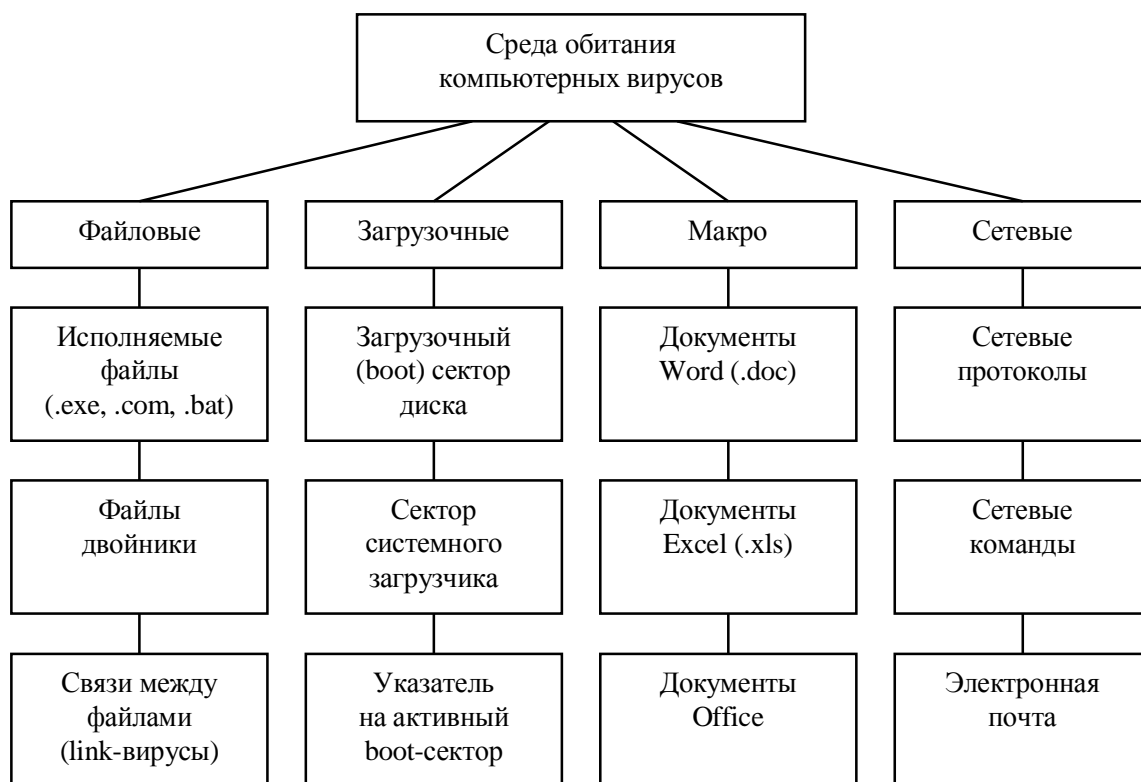 Среда обитания
компьютерных вирусов
Файловые
Загрузочные
Макро
Сетевые
Исполняемые
файлы
(.exe, .com, .bat)
Загрузочный
(boot) сектор
диска
Документы
Word (.doc)
Сетевые
протоколы
Файлы
двойники
Сектор
системного
загрузчика
Документы
Excel (.xls)
Сетевые
команды
Связи между
файлами
(link-вирусы)
Указатель
на активный
boot-сектор
Документы
Office
Электронная
почта